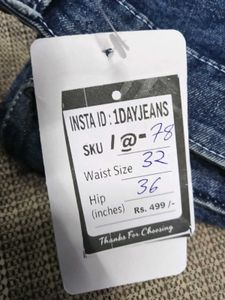 INSTA ID : 1DAYJEANS
SKU 1@-78
Waist Size 32
Hip 36
(inches) Rs. 499/-
Thanks For Choosing